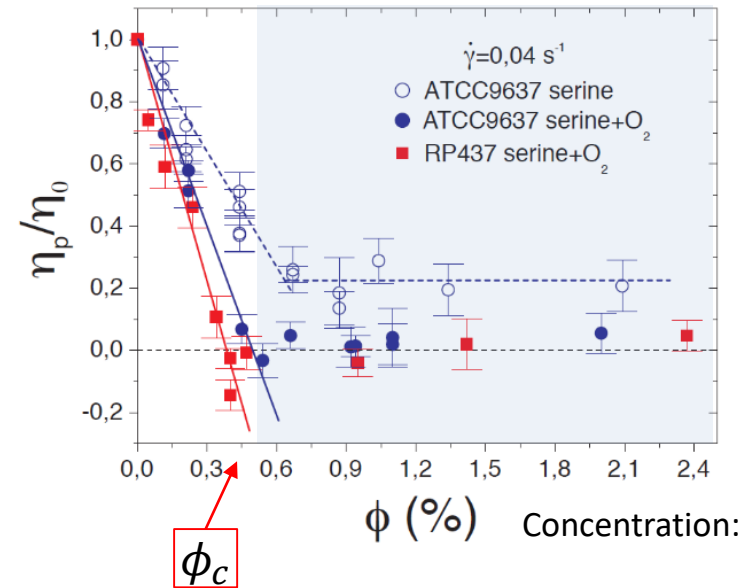 γ̇=0,04 s⁻¹
ATCC9637 serine
ATCC9637 serine+O₂
RP437 serine+O₂
1,0
0,8
0,6
0,4
0,2
0,0
-0,2
ηp/η0
0,0 0,3 0,6 0,9 1,2 1,5 1,8 2,1 2,4
ϕ (%) Concentration:
ϕc